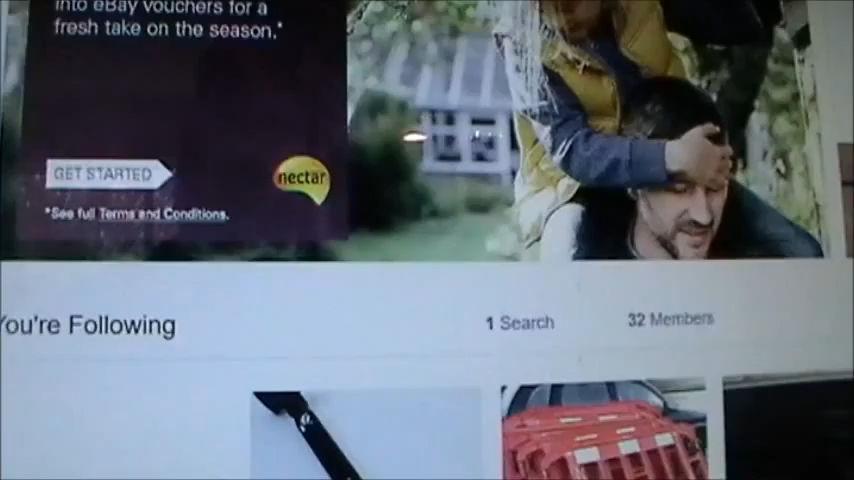 into eBay vouchers for a
fresh take on the season.*
GET STARTED
nectar
*See full Terms and Conditions.
You're Following
1 Search
32 Members